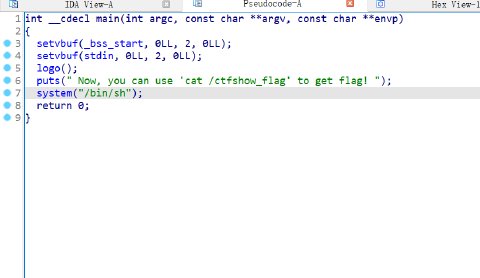 IDA View-A Pseudocode-A Hex View-1
1 int __cdecl main(int argc, const char **argv, const char **envp)
2 {
3 setvbuf(_bss_start, 0LL, 2, 0LL);
4 setvbuf(stdin, 0LL, 2, 0LL);
5 logo();
6 puts(" Now, you can use 'cat /ctfshow_flag' to get flag! ");
7 system("/bin/sh");
8 return 0;
9 }